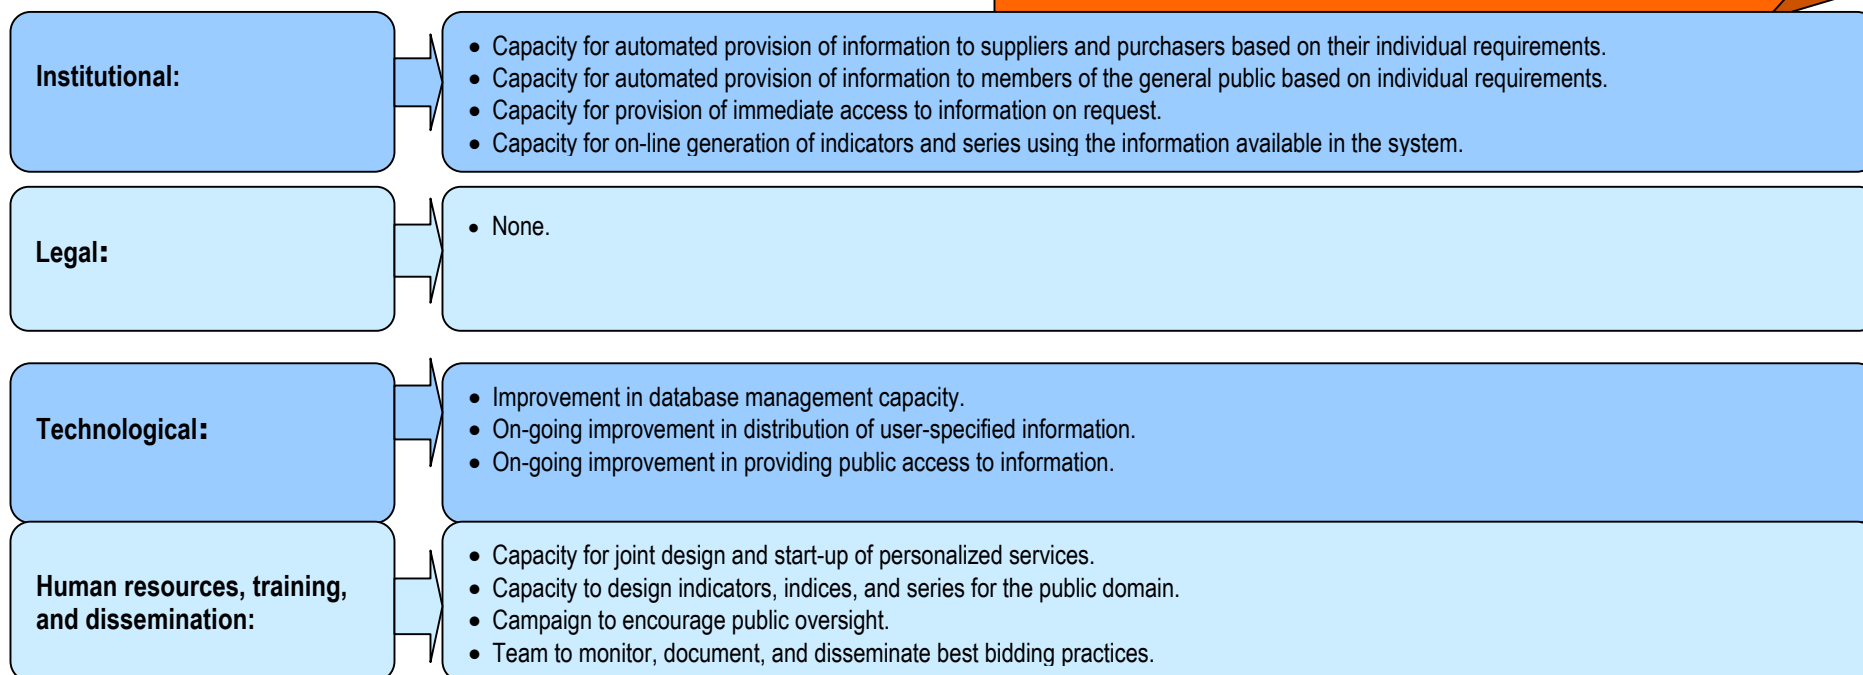 Institutional:
• Capacity for automated provision of information to suppliers and purchasers based on their individual requirements.
• Capacity for automated provision of information to members of the general public based on individual requirements.
• Capacity for provision of immediate access to information on request.
• Capacity for on-line generation of indicators and series using the information available in the system.
Legal:
• None.
Technological:
• Improvement in database management capacity.
• On-going improvement in distribution of user-specified information.
• On-going improvement in providing public access to information.
Human resources, training,
and dissemination:
• Capacity for joint design and start-up of personalized services.
• Capacity to design indicators, indices, and series for the public domain.
• Campaign to encourage public oversight.
• Team to monitor, document, and disseminate best bidding practices.